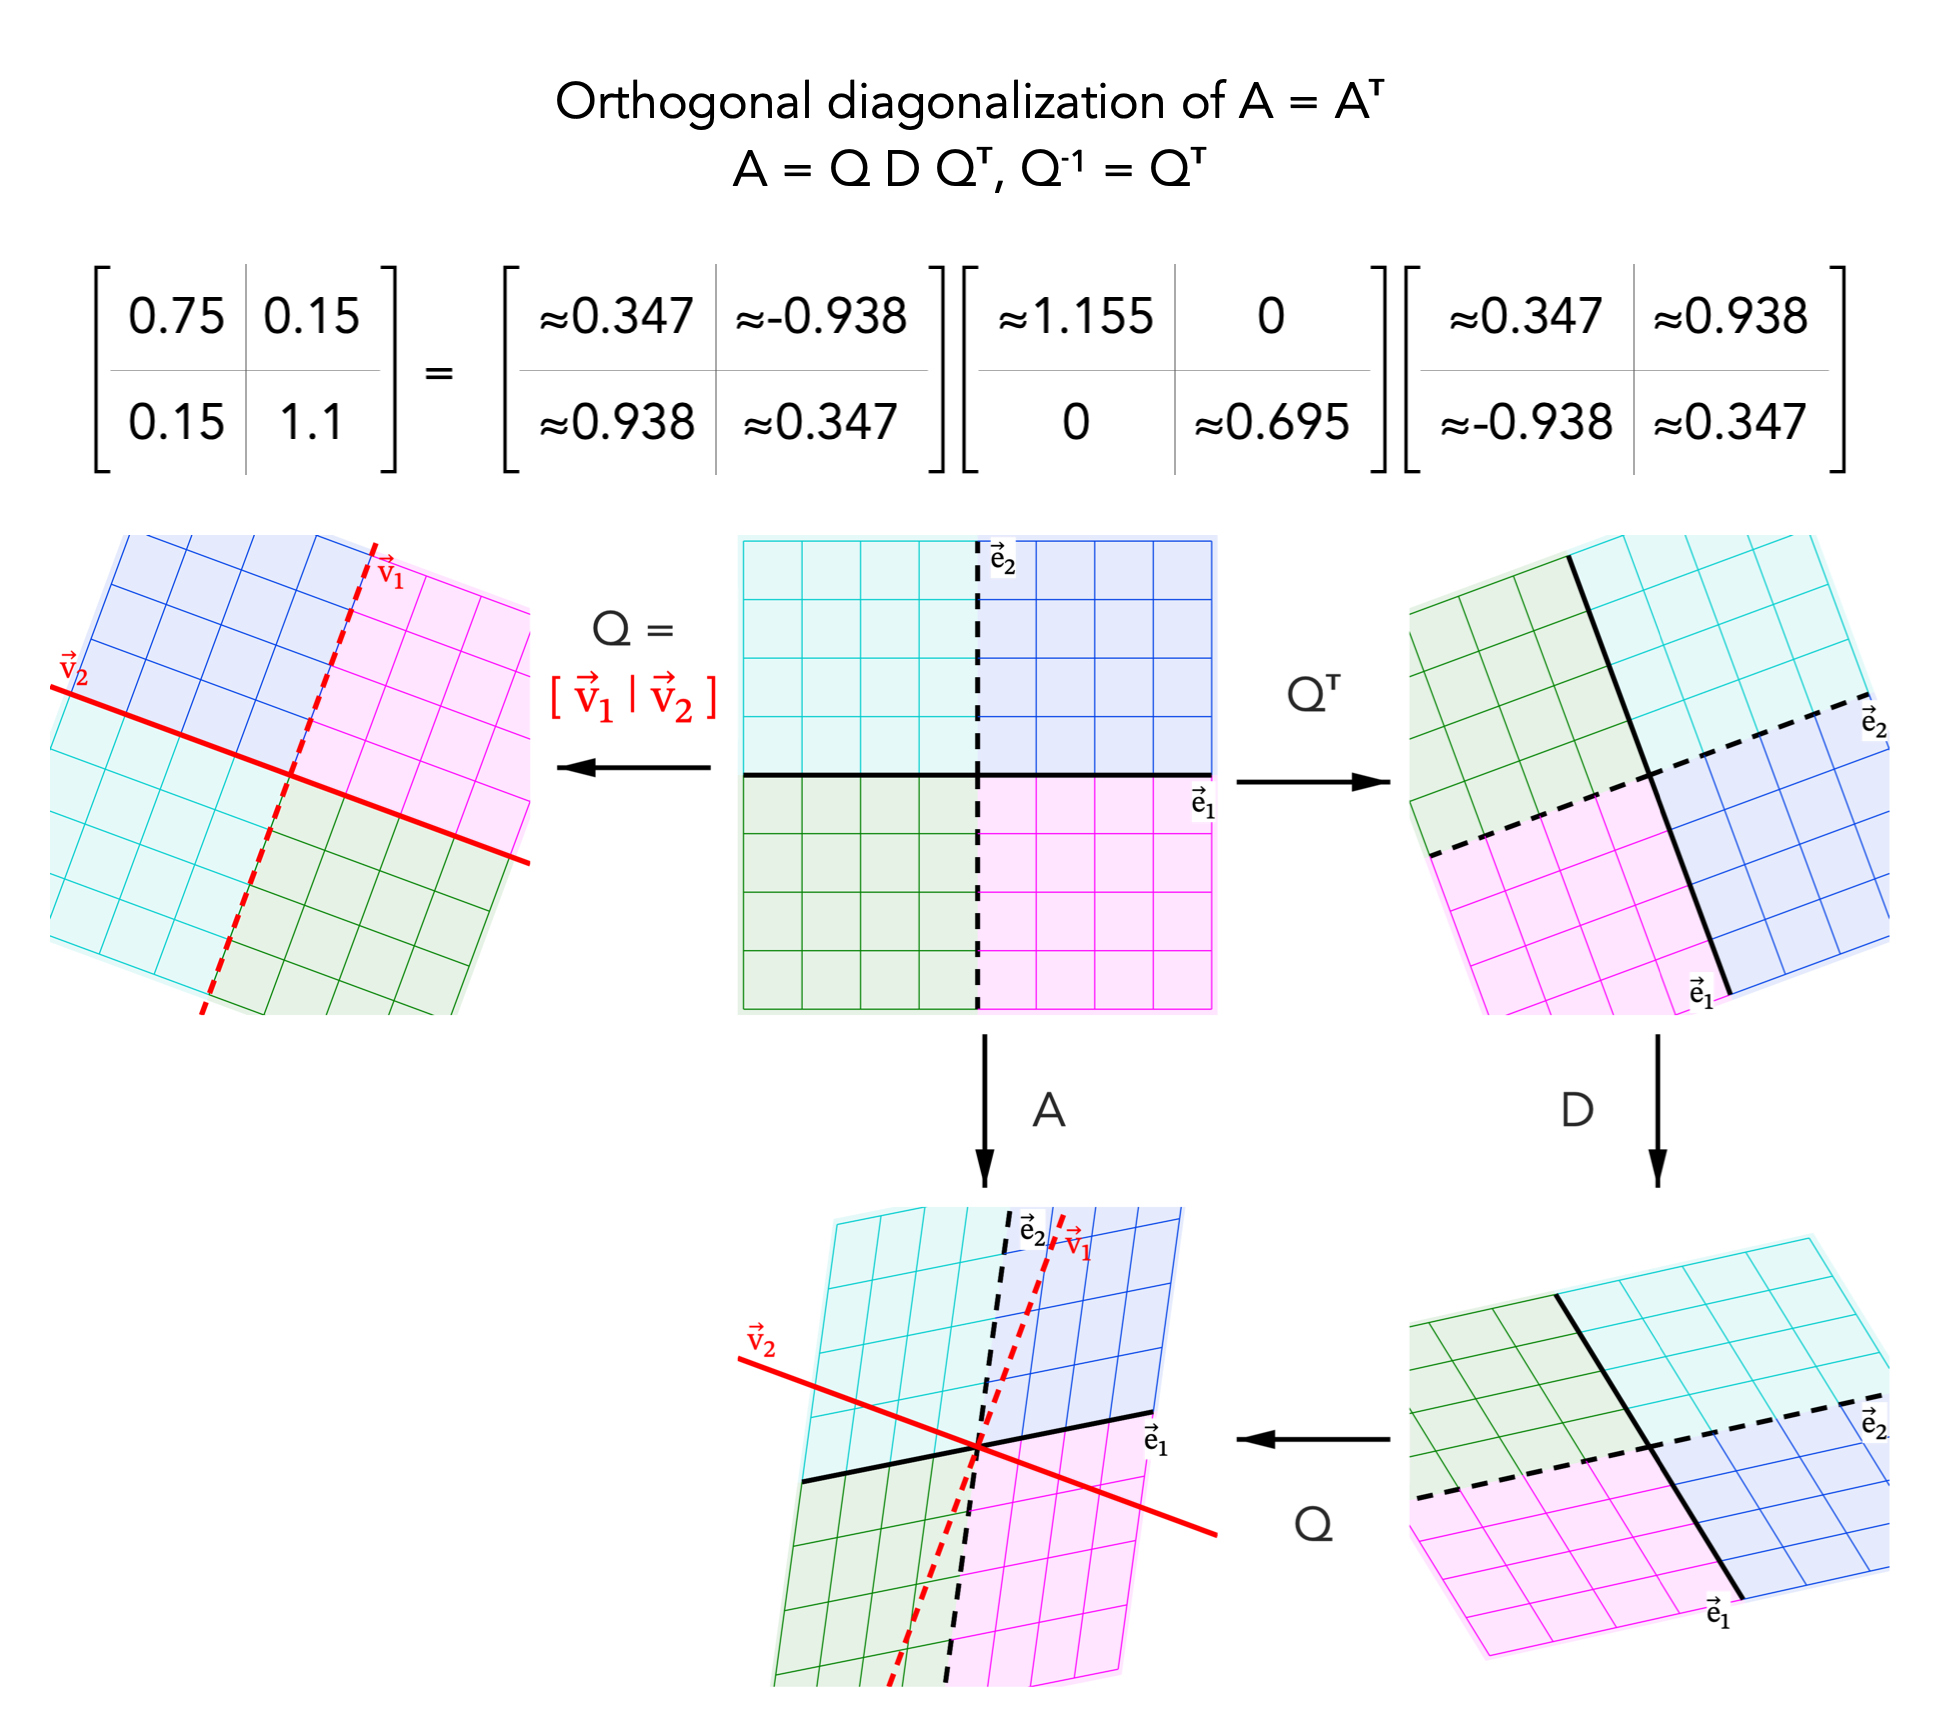 Orthogonal diagonalization of A = Aᵀ
A = Q D Qᵀ, Q⁻¹ = Qᵀ
0.75 0.15 ≈0.347 ≈-0.938 ≈1.155 0 ≈0.347 ≈0.938
=
0.15 1.1 ≈0.938 ≈0.347 0 ≈0.695 ≈-0.938 ≈0.347
v⃗₁
e⃗₂
Q =
v⃗₂
[ v⃗₁ | v⃗₂ ]
Qᵀ
e⃗₂
e⃗₁
e⃗₁
A
D
e⃗₂
v⃗₁
v⃗₂
e⃗₁
e⃗₂
Q
e⃗₁